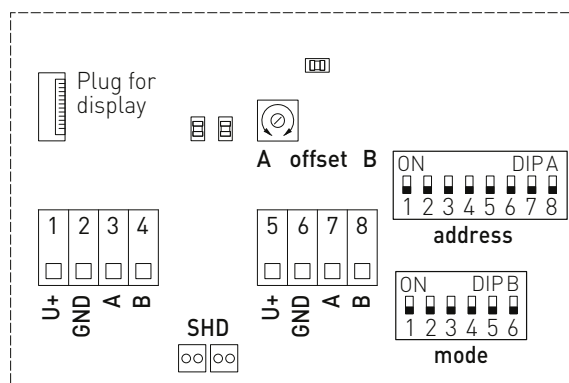 Plug for
display
A offset B
ON DIP A
1 2 3 4 5 6 7 8
address
1 2 3 4
U+ GND A B
5 6 7 8
U+ GND A B
SHD
ON DIP B
1 2 3 4 5 6
mode